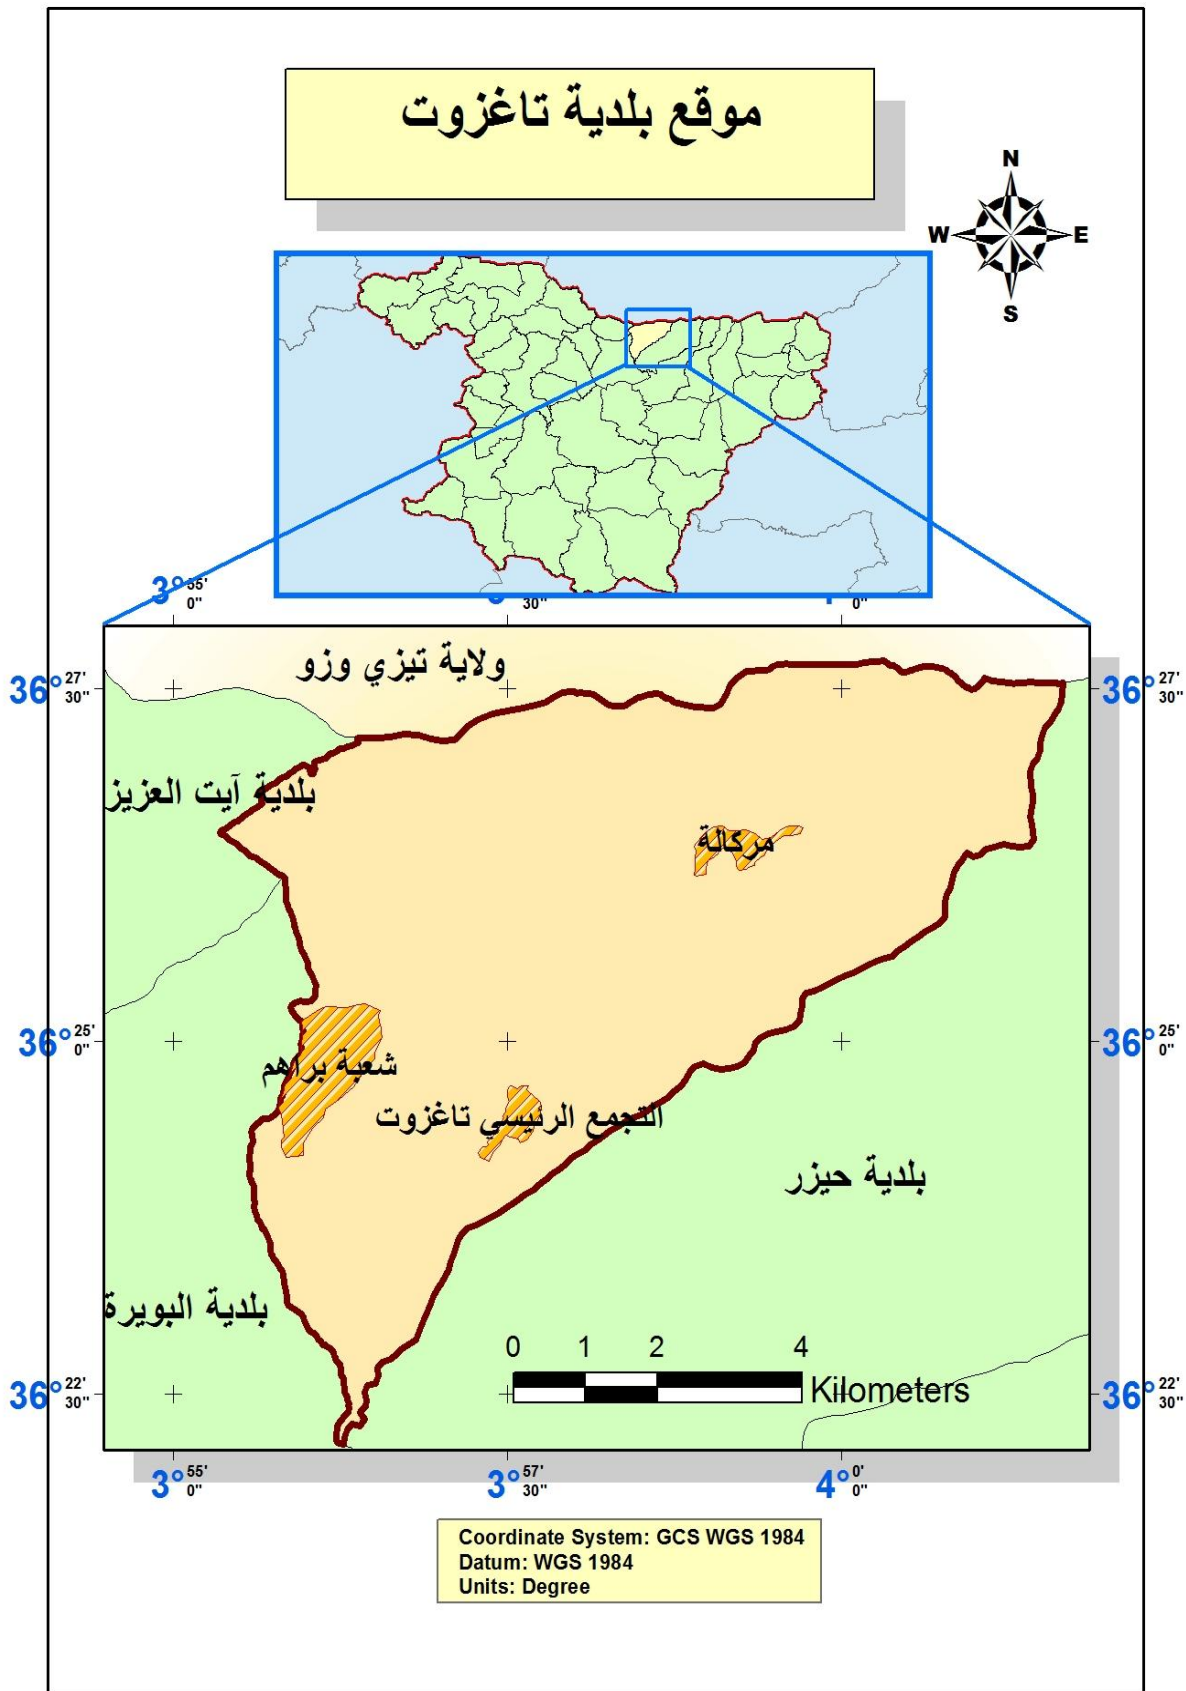 موقع بلدية تاغزوت
N
W E
S
3° 55' 0"
30"
0"
ولاية تيزي وزو
36° 27' 30"
36° 27' 30"
بلدية آيت العزيز
مركالة
36° 25' 0"
36° 25' 0"
شعبة براهم
التجمع الرئيسي تاغزوت
بلدية حيزر
بلدية البويرة
0 1 2 4
Kilometers
36° 22' 30"
36° 22' 30"
3° 55' 0"
3° 57' 30"
4° 0' 0"
Coordinate System: GCS WGS 1984
Datum: WGS 1984
Units: Degree